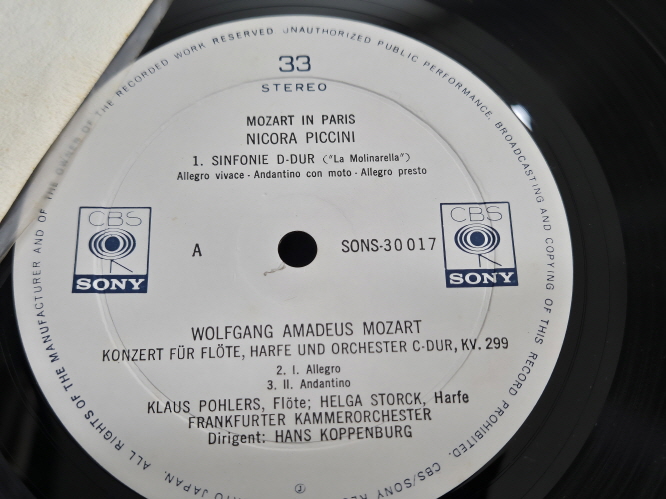 33
STEREO
MOZART IN PARIS
NICORA PICCINI
1. SINFONIE D-DUR ("La Molinarella")
Allegro vivace - Andantino con moto - Allegro presto
CBS
SONY
A
SONS-30017
CBS
SONY
WOLFGANG AMADEUS MOZART
KONZERT FÜR FLÖTE, HARFE UND ORCHESTER C-DUR, KV. 299
2. I. Allegro
3. II. Andantino
KLAUS POHLERS, Flöte; HELGA STORCK, Harfe
FRANKFURTER KAMMERORCHESTER
Dirigent: HANS KOPPENBURG
ALL RIGHTS OF THE MANUFACTURER AND OF THE OWNER OF THE RECORDED WORK RESERVED UNAUTHORIZED PUBLIC PERFORMANCE, BROADCASTING AND COPYING OF THIS RECORD PROHIBITED. CBS/SONY
JAPAN.